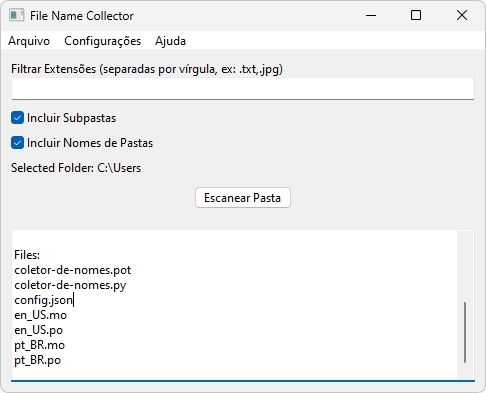 File Name Collector
Arquivo Configurações Ajuda
Filtrar Extensões (separadas por vírgula, ex: .txt,.jpg)
Incluir Subpastas
Incluir Nomes de Pastas
Selected Folder: C:\Users
Escanear Pasta
Files:
coletor-de-nomes.pot
coletor-de-nomes.py
config.json
en_US.mo
en_US.po
pt_BR.mo
pt_BR.po